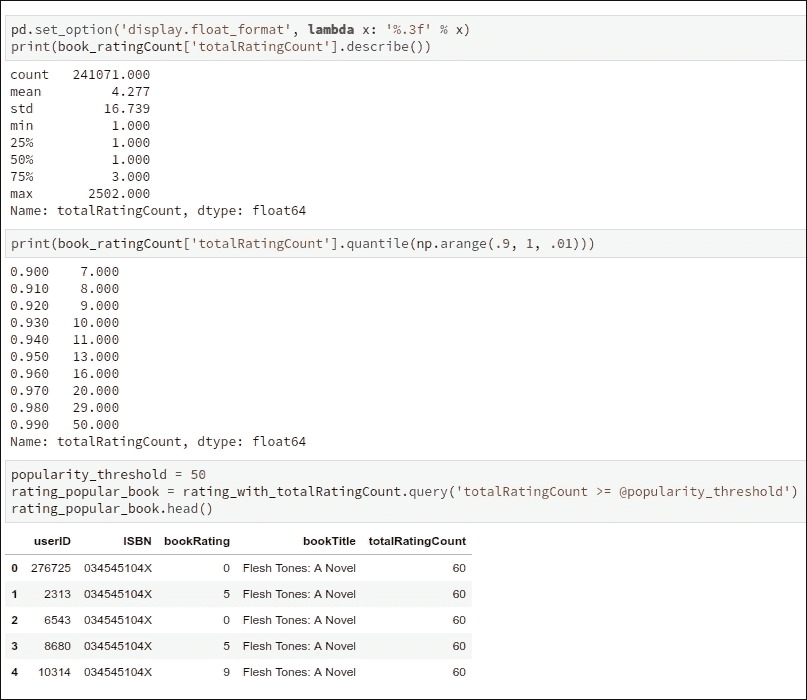 pd.set_option('display.float_format', lambda x: '%.3f' % x)
print(book_ratingCount['totalRatingCount'].describe())
count 241071.000
mean 4.277
std 16.739
min 1.000
25% 1.000
50% 1.000
75% 3.000
max 2502.000
Name: totalRatingCount, dtype: float64
print(book_ratingCount['totalRatingCount'].quantile(np.arange(.9, 1, .01)))
0.900 7.000
0.910 8.000
0.920 9.000
0.930 10.000
0.940 11.000
0.950 13.000
0.960 16.000
0.970 20.000
0.980 29.000
0.990 50.000
Name: totalRatingCount, dtype: float64
popularity_threshold = 50
rating_popular_book = rating_with_totalRatingCount.query('totalRatingCount >= @popularity_threshold')
rating_popular_book.head()
userID ISBN bookRating bookTitle totalRatingCount
0 276725 034545104X 0 Flesh Tones: A Novel 60
1 2313 034545104X 5 Flesh Tones: A Novel 60
2 6543 034545104X 0 Flesh Tones: A Novel 60
3 8680 034545104X 5 Flesh Tones: A Novel 60
4 10314 034545104X 9 Flesh Tones: A Novel 60